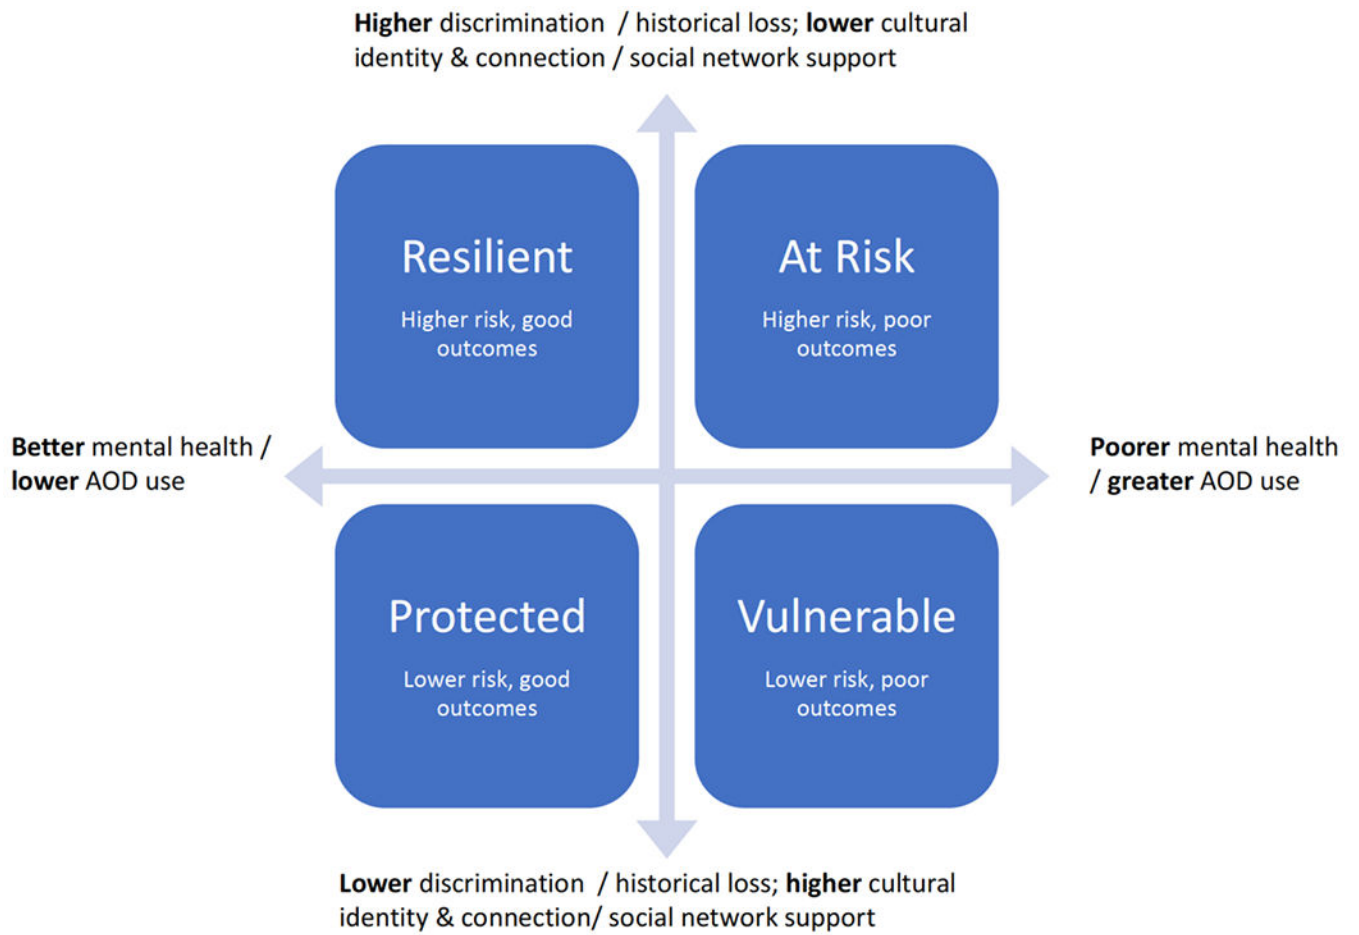 Higher discrimination / historical loss; lower cultural
identity & connection / social network support
Resilient
Higher risk, good
outcomes
At Risk
Higher risk, poor
outcomes
Better mental health /
lower AOD use
Poorer mental health
/ greater AOD use
Protected
Lower risk, good
outcomes
Vulnerable
Lower risk, poor
outcomes
Lower discrimination / historical loss; higher cultural
identity & connection/ social network support